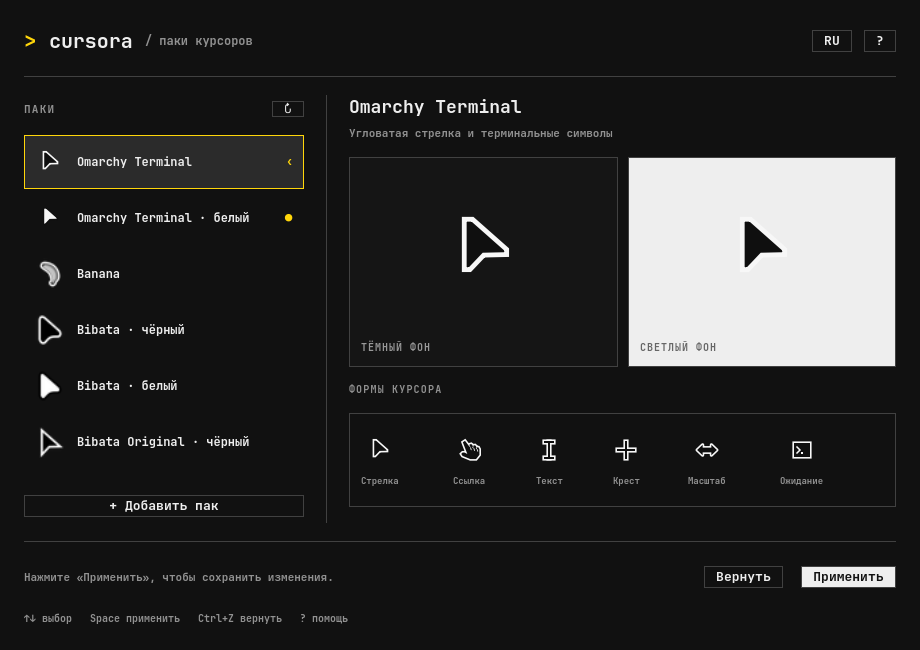 > cursora / паки курсоров
RU ?
ПАКИ
Omarchy Terminal ‹
Omarchy Terminal · белый
Banana
Bibata · чёрный
Bibata · белый
Bibata Original · чёрный
+ Добавить пак
Omarchy Terminal
Угловатая стрелка и терминальные символы
ТЁМНЫЙ ФОН
СВЕТЛЫЙ ФОН
ФОРМЫ КУРСОРА
Стрелка Ссылка Текст Крест Масштаб Ожидание
Нажмите «Применить», чтобы сохранить изменения.
Вернуть Применить
↑↓ выбор Space применить Ctrl+Z вернуть ? помощь